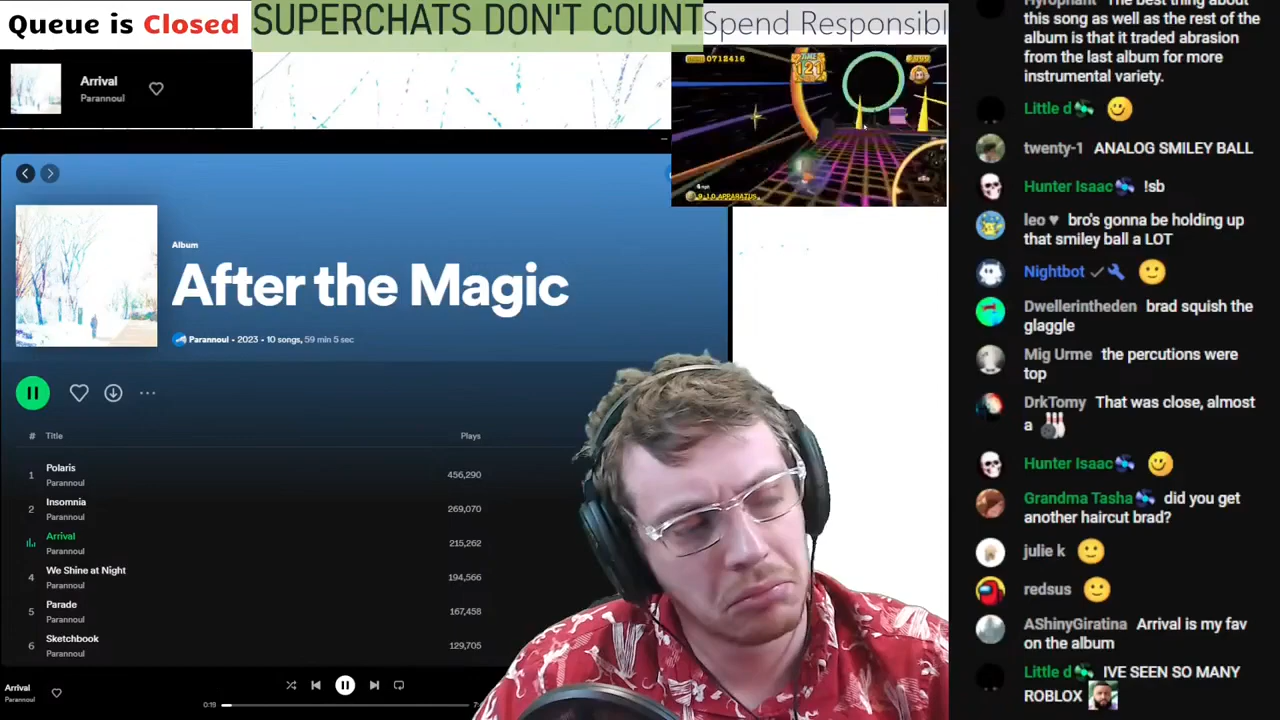 Queue is Closed
SUPERCHATS DON'T COUNT
Spend Responsibl
Arrival
Parannoul
0712416
TIME
121
Album
After the Magic
Parannoul • 2023 • 10 songs, 59 min 5 sec
# Title Plays
1 Polaris 456,290
Parannoul
2 Insomnia 269,070
Parannoul
Arrival 215,262
Parannoul
4 We Shine at Night 194,566
Parannoul
5 Parade 167,458
Parannoul
6 Sketchbook 129,705
Parannoul
Arrival
Parannoul
0:19
this song as well as the rest of the
album is that it traded abrasion
from the last album for more
instrumental variety.
Little d
twenty-1 ANALOG SMILEY BALL
Hunter Isaac !sb
leo ♥ bro's gonna be holding up
that smiley ball a LOT
Nightbot
Dwellerintheden brad squish the
glaggle
Mig Urme the percutions were
top
DrkTomy That was close, almost
a
Hunter Isaac
Grandma Tasha did you get
another haircut brad?
julie k
redsus
AShinyGiratina Arrival is my fav
on the album
Little d IVE SEEN SO MANY
ROBLOX